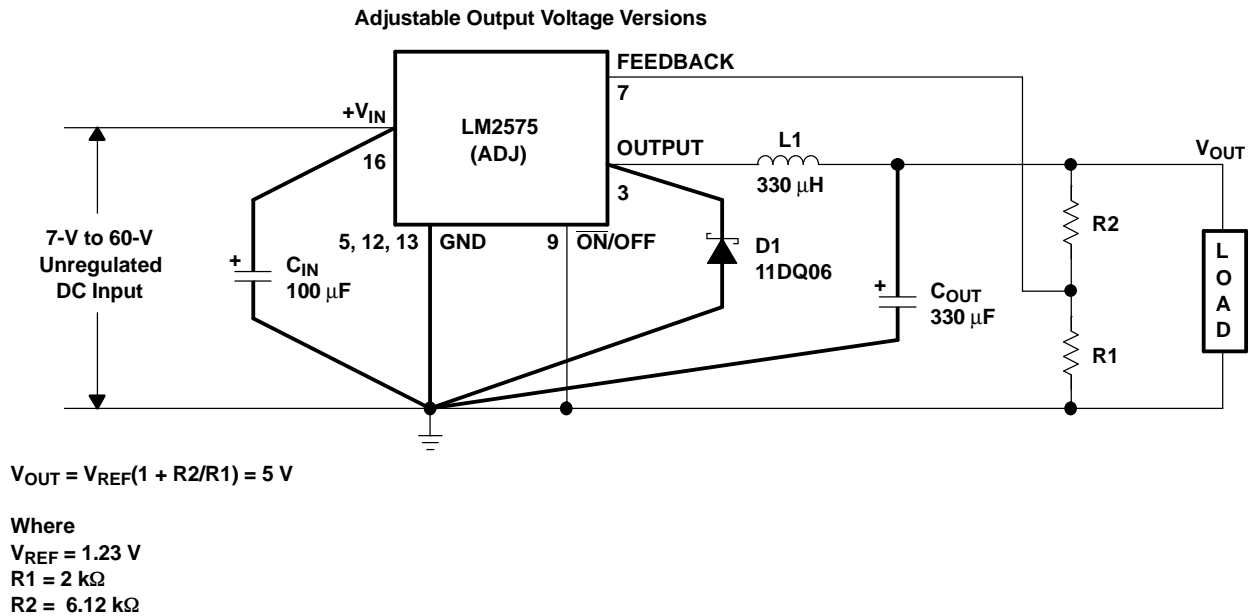 Adjustable Output Voltage Versions
FEEDBACK
7
+VIN
LM2575
(ADJ)
16
OUTPUT
3
L1
330 μH
VOUT
7-V to 60-V
Unregulated
DC Input
+
CIN
100 μF
5, 12, 13
GND
9
ON/OFF
D1
11DQ06
+
COUT
330 μF
R2
R1
L
O
A
D
VOUT = VREF(1 + R2/R1) = 5 V
Where
VREF = 1.23 V
R1 = 2 kΩ
R2 = 6.12 kΩ